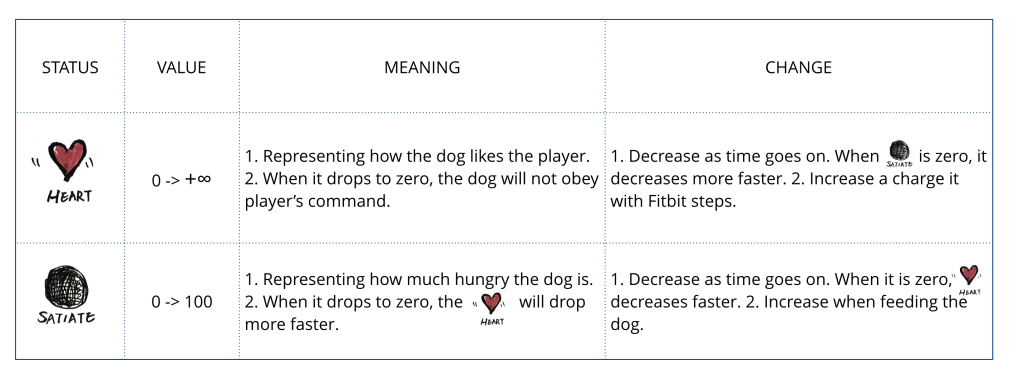 STATUS VALUE MEANING CHANGE
HEART
0 -> +∞
1. Representing how the dog likes the player.
2. When it drops to zero, the dog will not obey
player’s command.
1. Decrease as time goes on. When SATIATE is zero, it
decreases more faster. 2. Increase a charge it
with Fitbit steps.
SATIATE
0 -> 100
1. Representing how much hungry the dog is.
2. When it drops to zero, the HEART will drop
more faster.
1. Decrease as time goes on. When it is zero, HEART
decreases faster. 2. Increase when feeding the
dog.